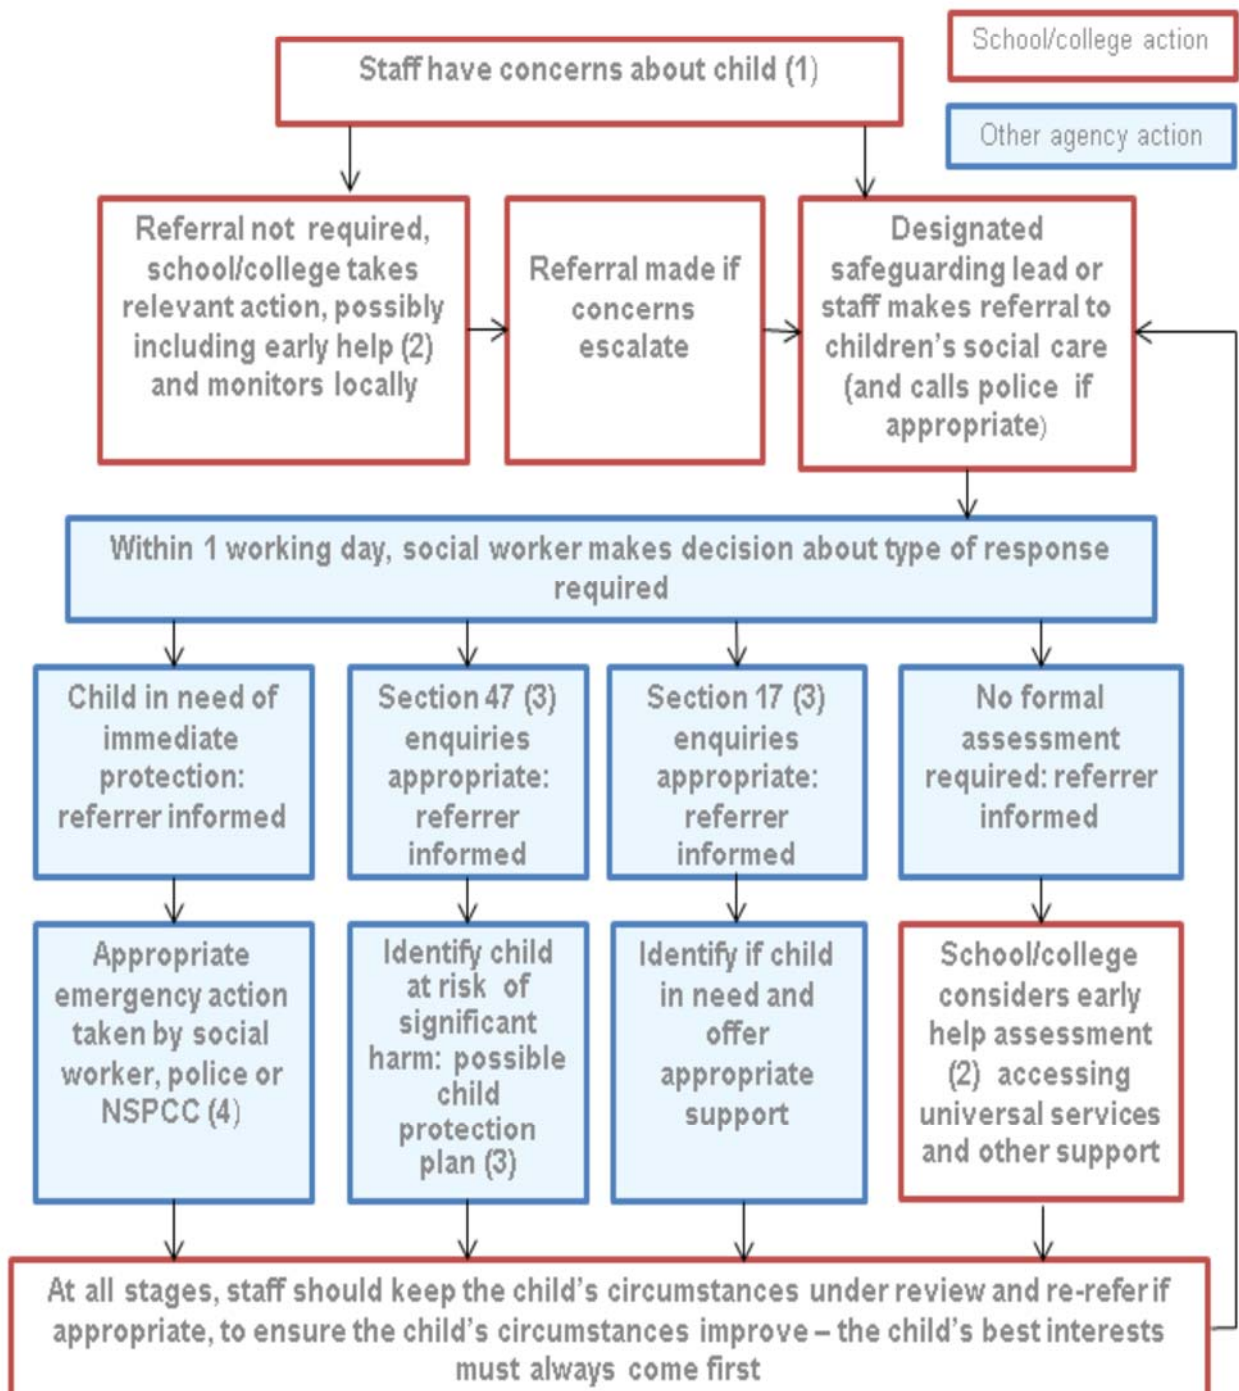 School/college action
Staff have concerns about child (1)
Other agency action
Referral not required,
school/college takes
relevant action, possibly
including early help (2)
and monitors locally
Referral made if
concerns
escalate
Designated
safeguarding lead or
staff makes referral to
children’s social care
(and calls police if
appropriate)
Within 1 working day, social worker makes decision about type of response
required
Child in need of
immediate
protection:
referrer informed
Section 47 (3)
enquiries
appropriate:
referrer
informed
Section 17 (3)
enquiries
appropriate:
referrer
informed
No formal
assessment
required: referrer
informed
Appropriate
emergency action
taken by social
worker, police or
NSPCC (4)
Identify child
at risk of
significant
harm: possible
child
protection
plan (3)
Identify if child
in need and
offer
appropriate
support
School/college
considers early
help assessment
(2) accessing
universal services
and other support
At all stages, staff should keep the child’s circumstances under review and re-refer if
appropriate, to ensure the child’s circumstances improve – the child’s best interests
must always come first